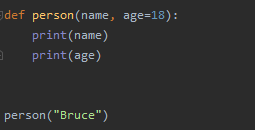 def person(name, age=18):
    print(name)
    print(age)
person("Bruce")